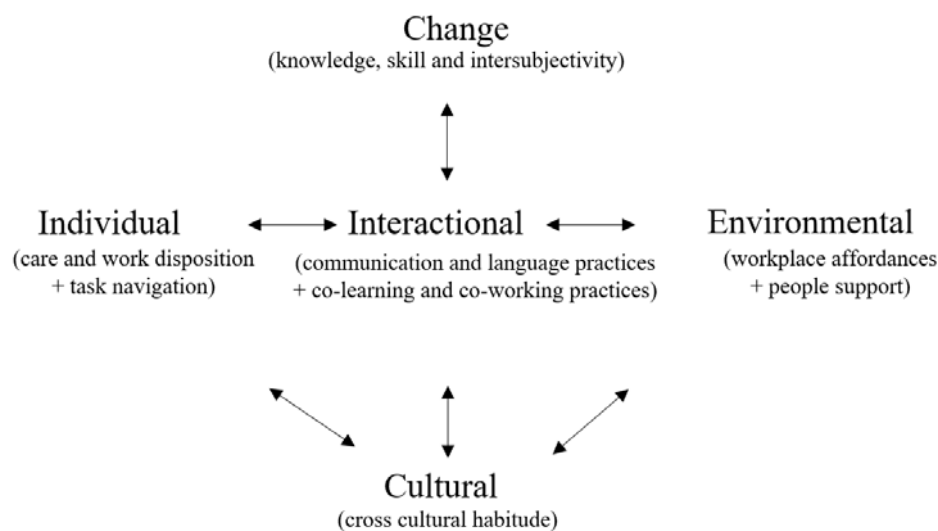 Change
(knowledge, skill and intersubjectivity)
Individual
(care and work disposition
+ task navigation)
Interactional
(communication and language practices
+ co-learning and co-working practices)
Environmental
(workplace affordances
+ people support)
Cultural
(cross cultural habitude)